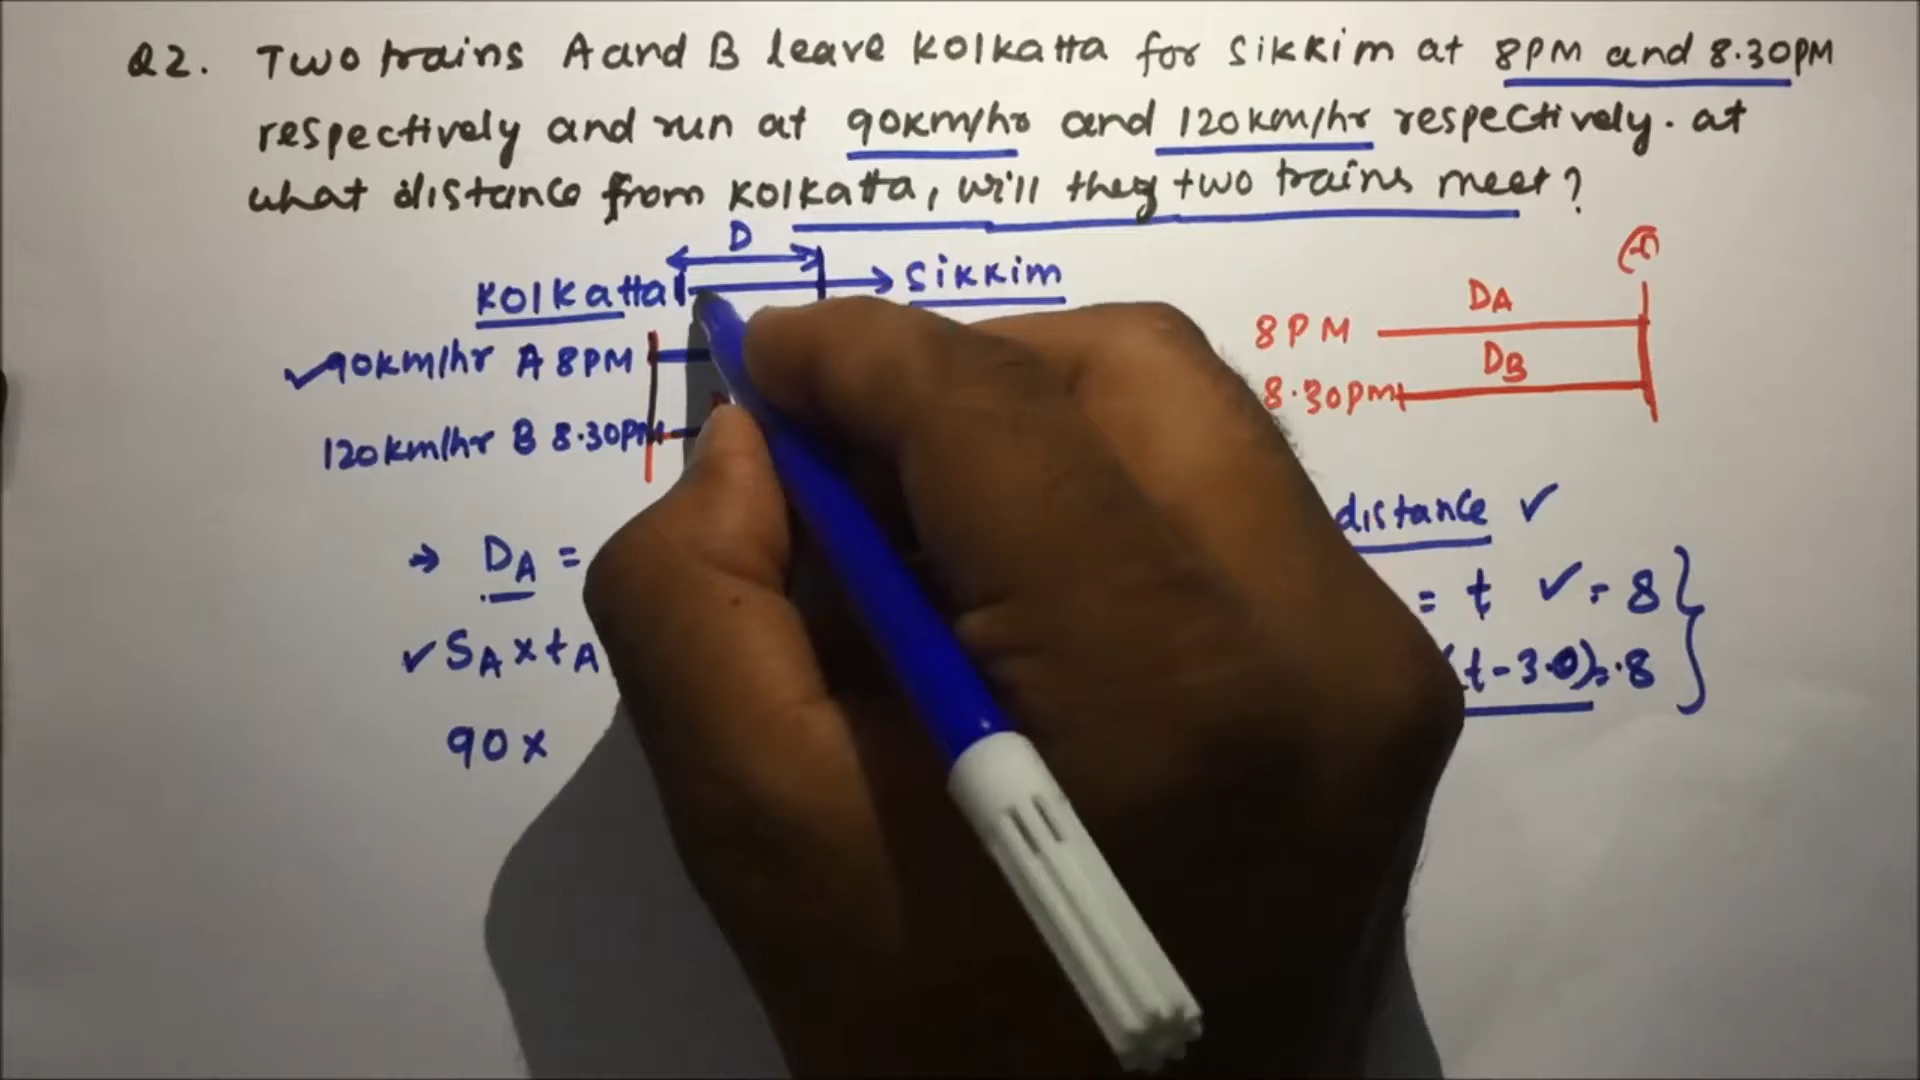 Q2. Two trains A and B leave Kolkatta for Sikkim at 8PM and 8.30PM
respectively and run at 90km/hr and 120km/hr respectively. at
what distance from Kolkatta, will they two trains meet?
D
Kolkatta Sikkim
90km/hr A 8PM
120km/hr B 8.30PM
8PM DA
8.30pm DB
distance ✓
→ DA =
= t ✓ = 8
✓ SA x tA
(t-30) = 8
90 x